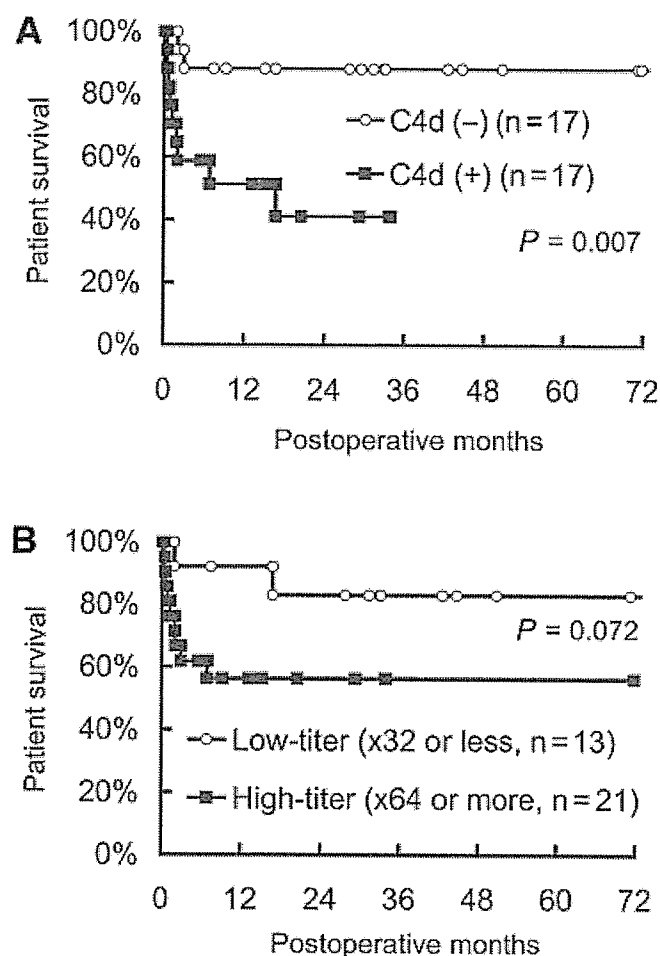 A
100%
80%
60%
40%
20%
0%
Patient survival
C4d (–) (n=17)
C4d (+) (n=17)
P = 0.007
0 12 24 36 48 60 72
Postoperative months
B
100%
80%
60%
40%
20%
0%
Patient survival
P = 0.072
Low-titer (x32 or less, n=13)
High-titer (x64 or more, n=21)
0 12 24 36 48 60 72
Postoperative months